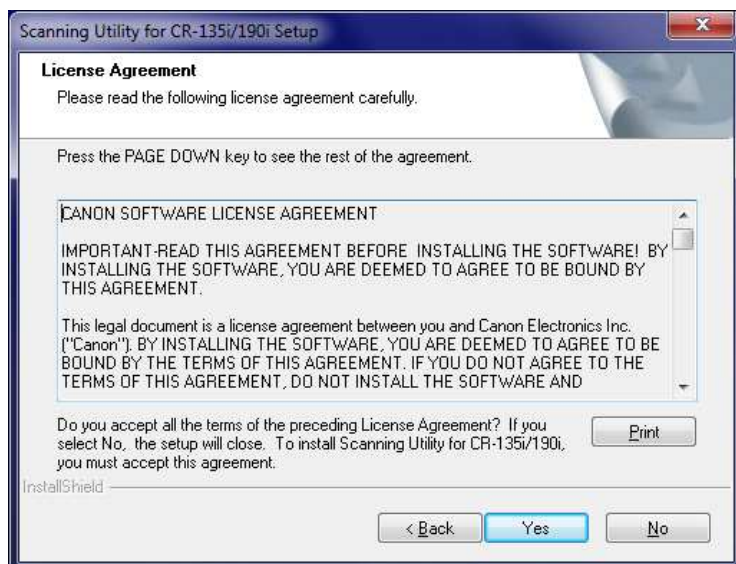 Scanning Utility for CR-135i/190i Setup
License Agreement
Please read the following license agreement carefully.
Press the PAGE DOWN key to see the rest of the agreement.
CANON SOFTWARE LICENSE AGREEMENT
IMPORTANT-READ THIS AGREEMENT BEFORE  INSTALLING THE SOFTWARE!  BY
INSTALLING THE SOFTWARE, YOU ARE DEEMED TO AGREE TO BE BOUND BY
THIS AGREEMENT.
This legal document is a license agreement between you and Canon Electronics Inc.
("Canon"). BY INSTALLING THE SOFTWARE, YOU ARE DEEMED TO AGREE TO BE
BOUND BY THE TERMS OF THIS AGREEMENT. IF YOU DO NOT AGREE TO THE
TERMS OF THIS AGREEMENT, DO NOT INSTALL THE SOFTWARE AND
Do you accept all the terms of the preceding License Agreement?  If you
select No,  the setup will close.  To install Scanning Utility for CR-135i/190i,
you must accept this agreement.
Print
InstallShield
< Back Yes No